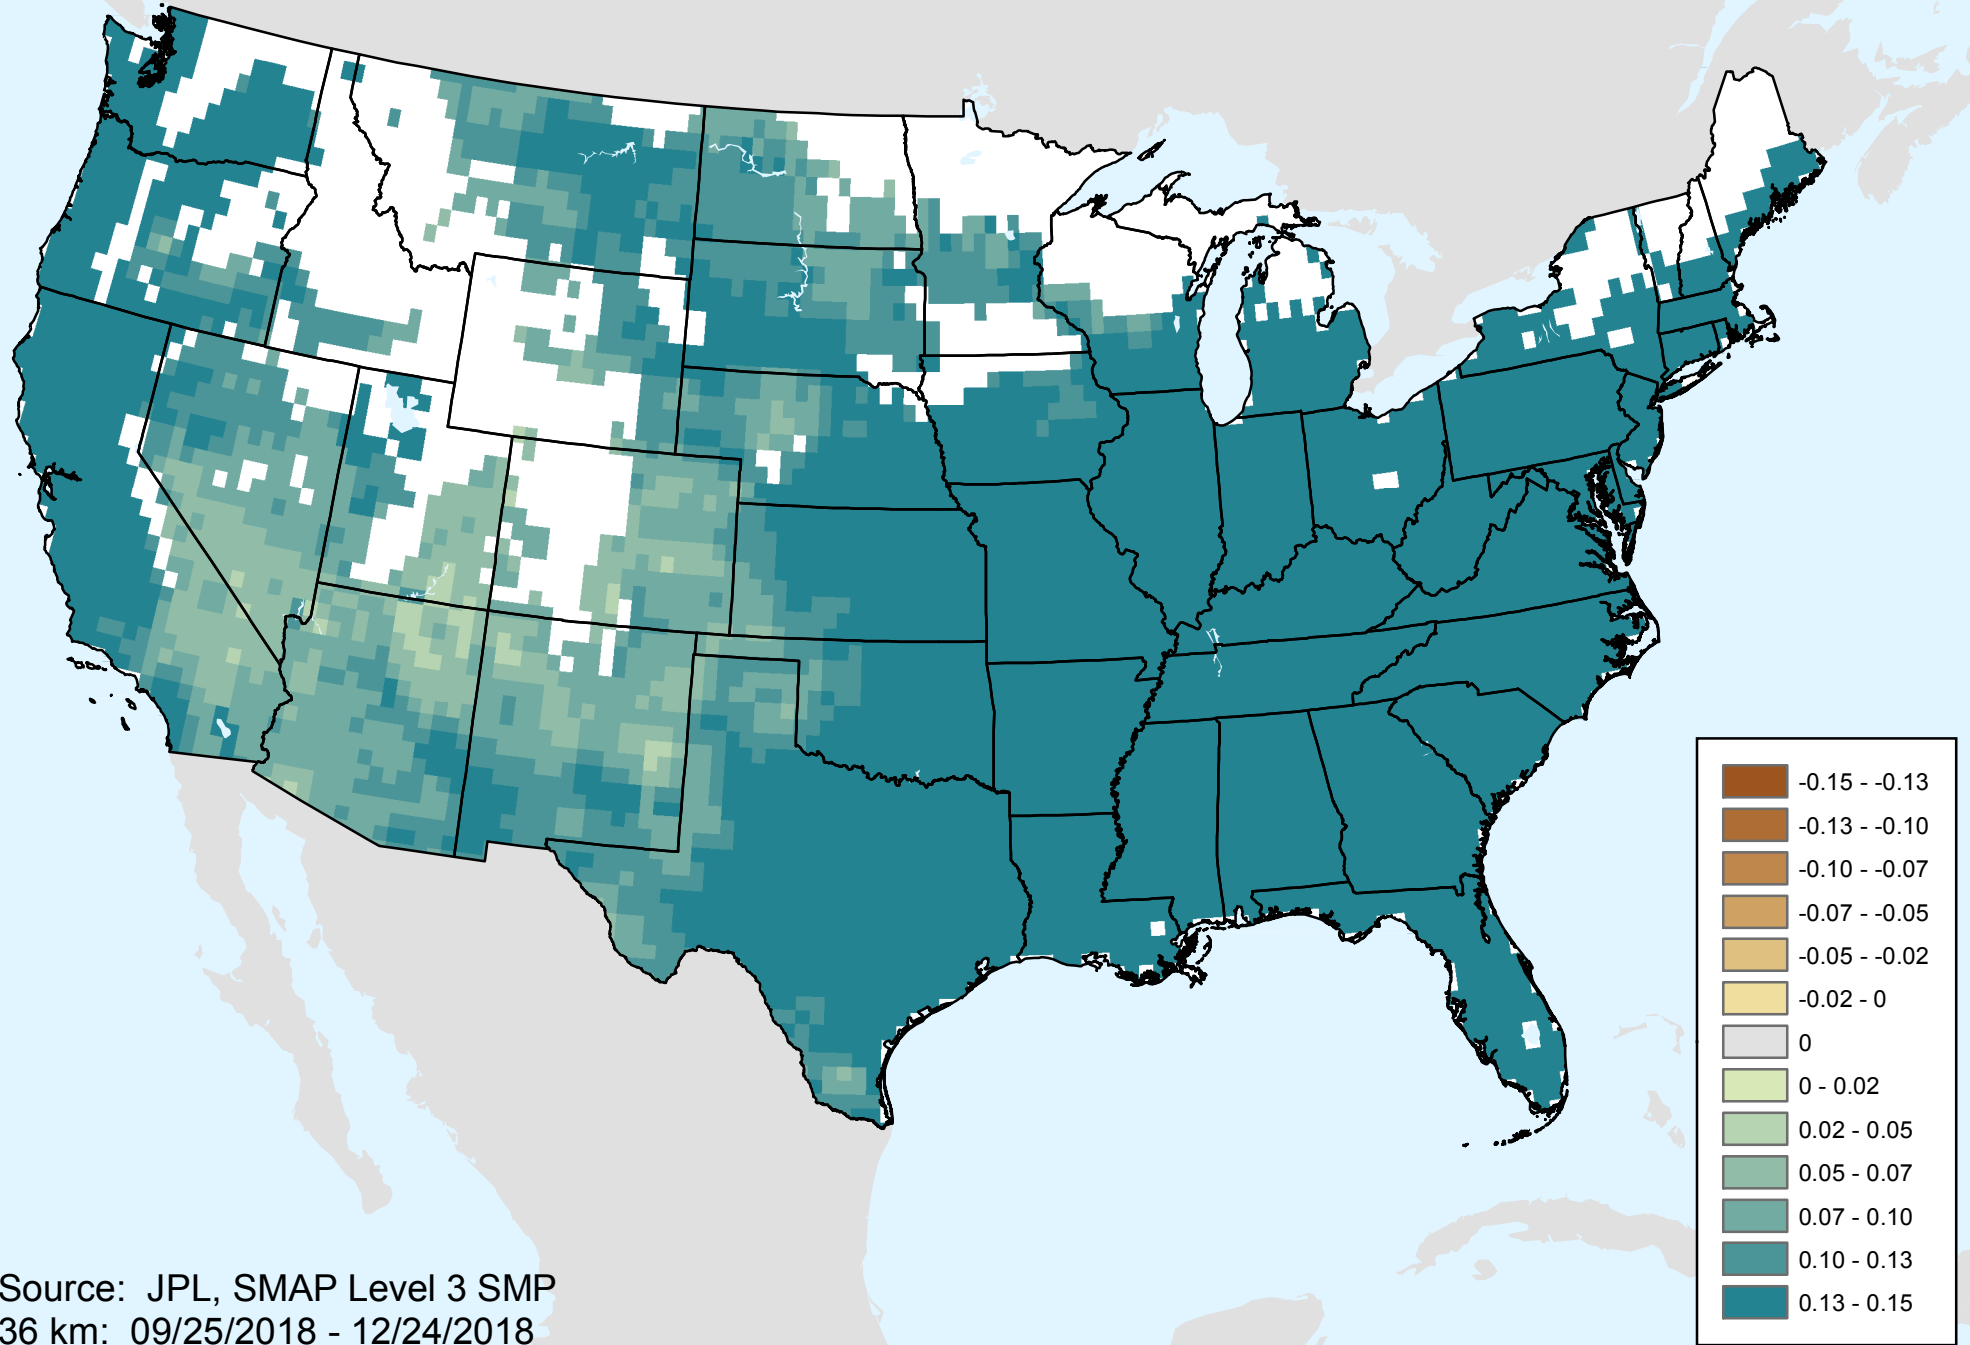 -0.15 - -0.13
-0.13 - -0.10
-0.10 - -0.07
-0.07 - -0.05
-0.05 - -0.02
-0.02 - 0
0
0 - 0.02
0.02 - 0.05
0.05 - 0.07
0.07 - 0.10
0.10 - 0.13
0.13 - 0.15
Source: JPL, SMAP Level 3 SMP
36 km: 09/25/2018 - 12/24/2018